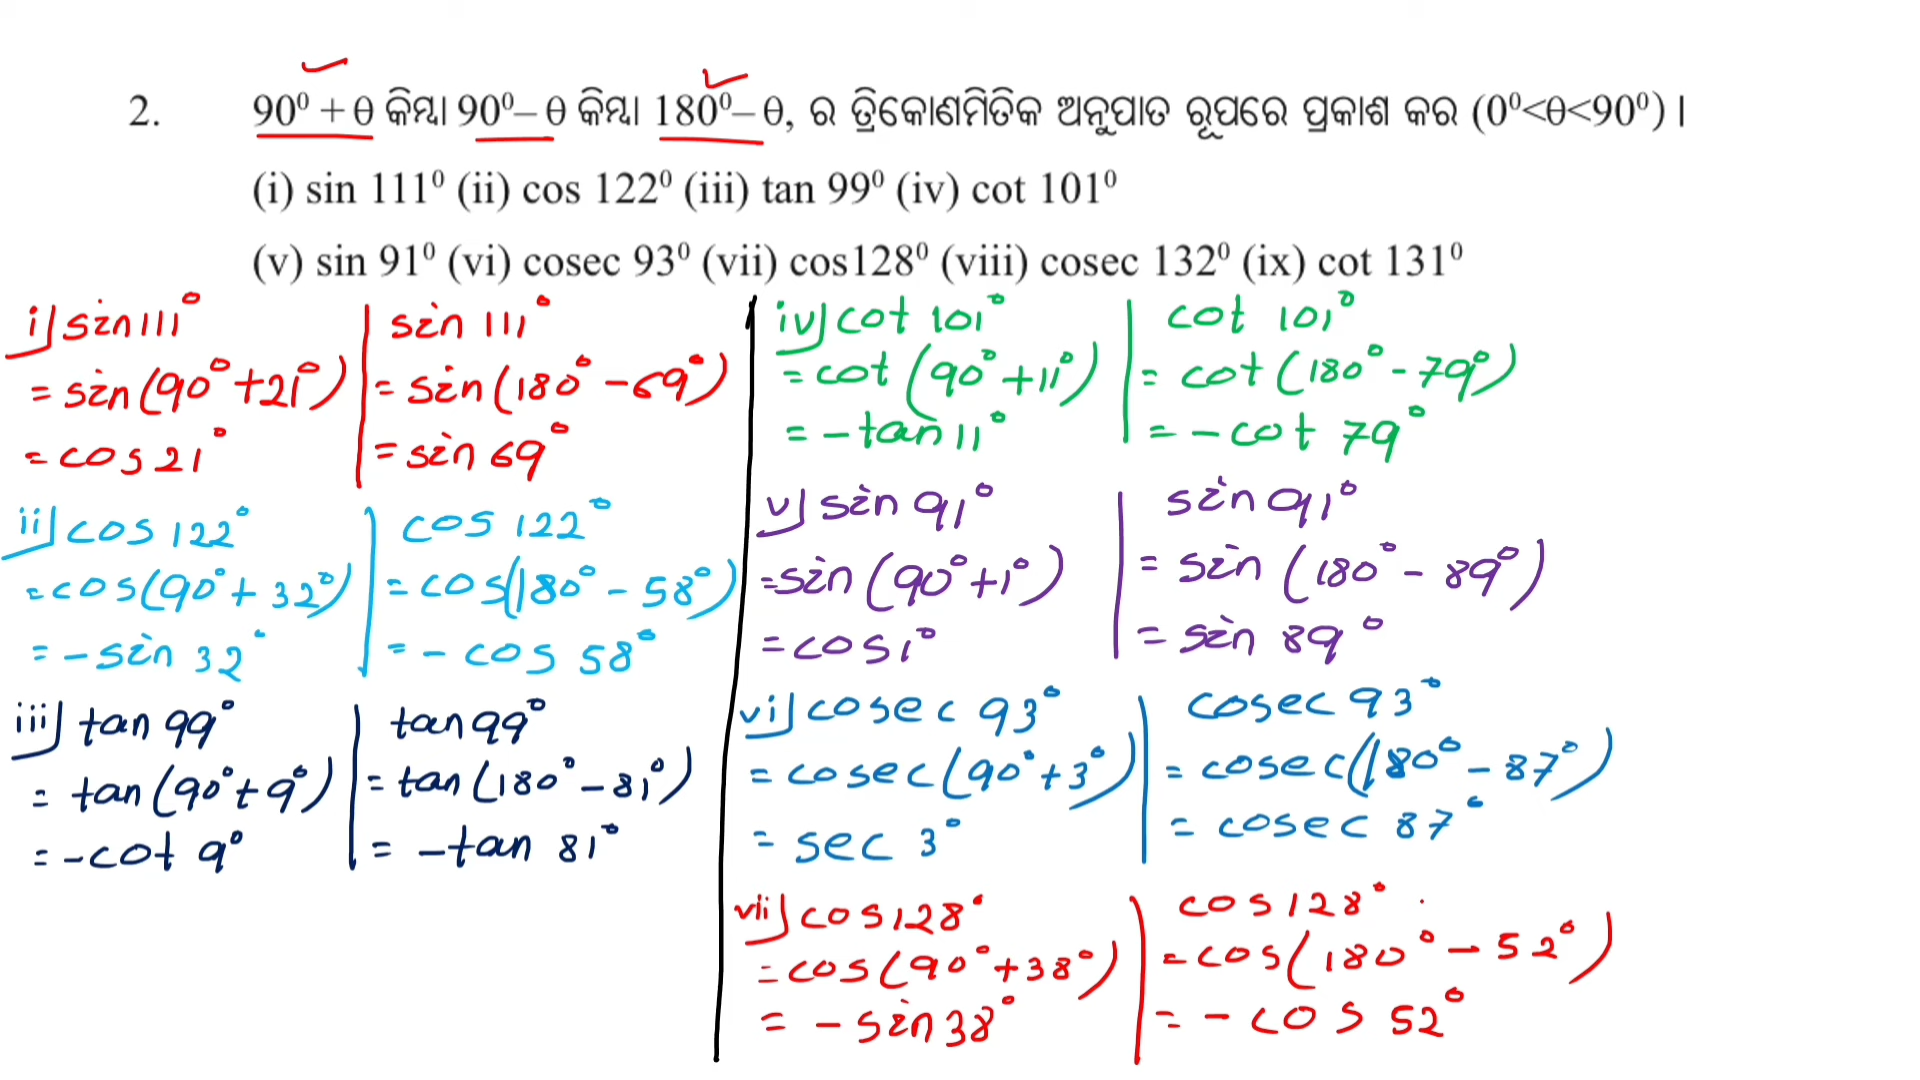 2. 90⁰ + θ କିମ୍ବା 90⁰– θ କିମ୍ବା 180⁰– θ, ର ତ୍ରିକୋଣମିତିକ ଅନୁପାତ ରୂପରେ ପ୍ରକାଶ କର (0⁰<θ<90⁰) ।
(i) sin 111⁰ (ii) cos 122⁰ (iii) tan 99⁰ (iv) cot 101⁰
(v) sin 91⁰ (vi) cosec 93⁰ (vii) cos128⁰ (viii) cosec 132⁰ (ix) cot 131⁰
i) sin 111°
= sin(90°+21°)
= cos 21°
sin 111°
= sin(180°-69°)
= sin 69°
ii) cos 122°
= cos(90°+32°)
= -sin 32°
cos 122°
= cos(180°-58°)
= -cos 58°
iii) tan 99°
= tan(90°+9°)
= -cot 9°
tan 99°
= tan(180°-81°)
= -tan 81°
iv) cot 101°
= cot(90°+11°)
= -tan 11°
cot 101°
= cot(180°-79°)
= -cot 79°
v) sin 91°
= sin(90°+1°)
= cos 1°
sin 91°
= sin(180°-89°)
= sin 89°
vi) cosec 93°
= cosec(90°+3°)
= sec 3°
cosec 93°
= cosec(180°-87°)
= cosec 87°
vii) cos 128°
= cos(90°+38°)
= -sin 38°
cos 128°
= cos(180°-52°)
= -cos 52°